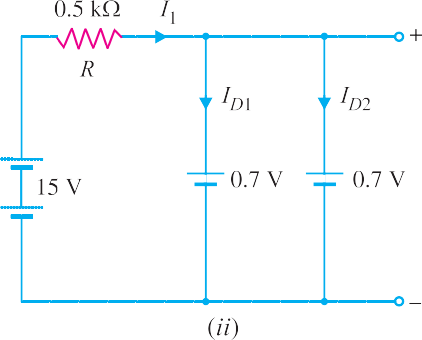 0.5 kΩ
I1
+
R
ID1
ID2
15 V
0.7 V
0.7 V
–
(ii)